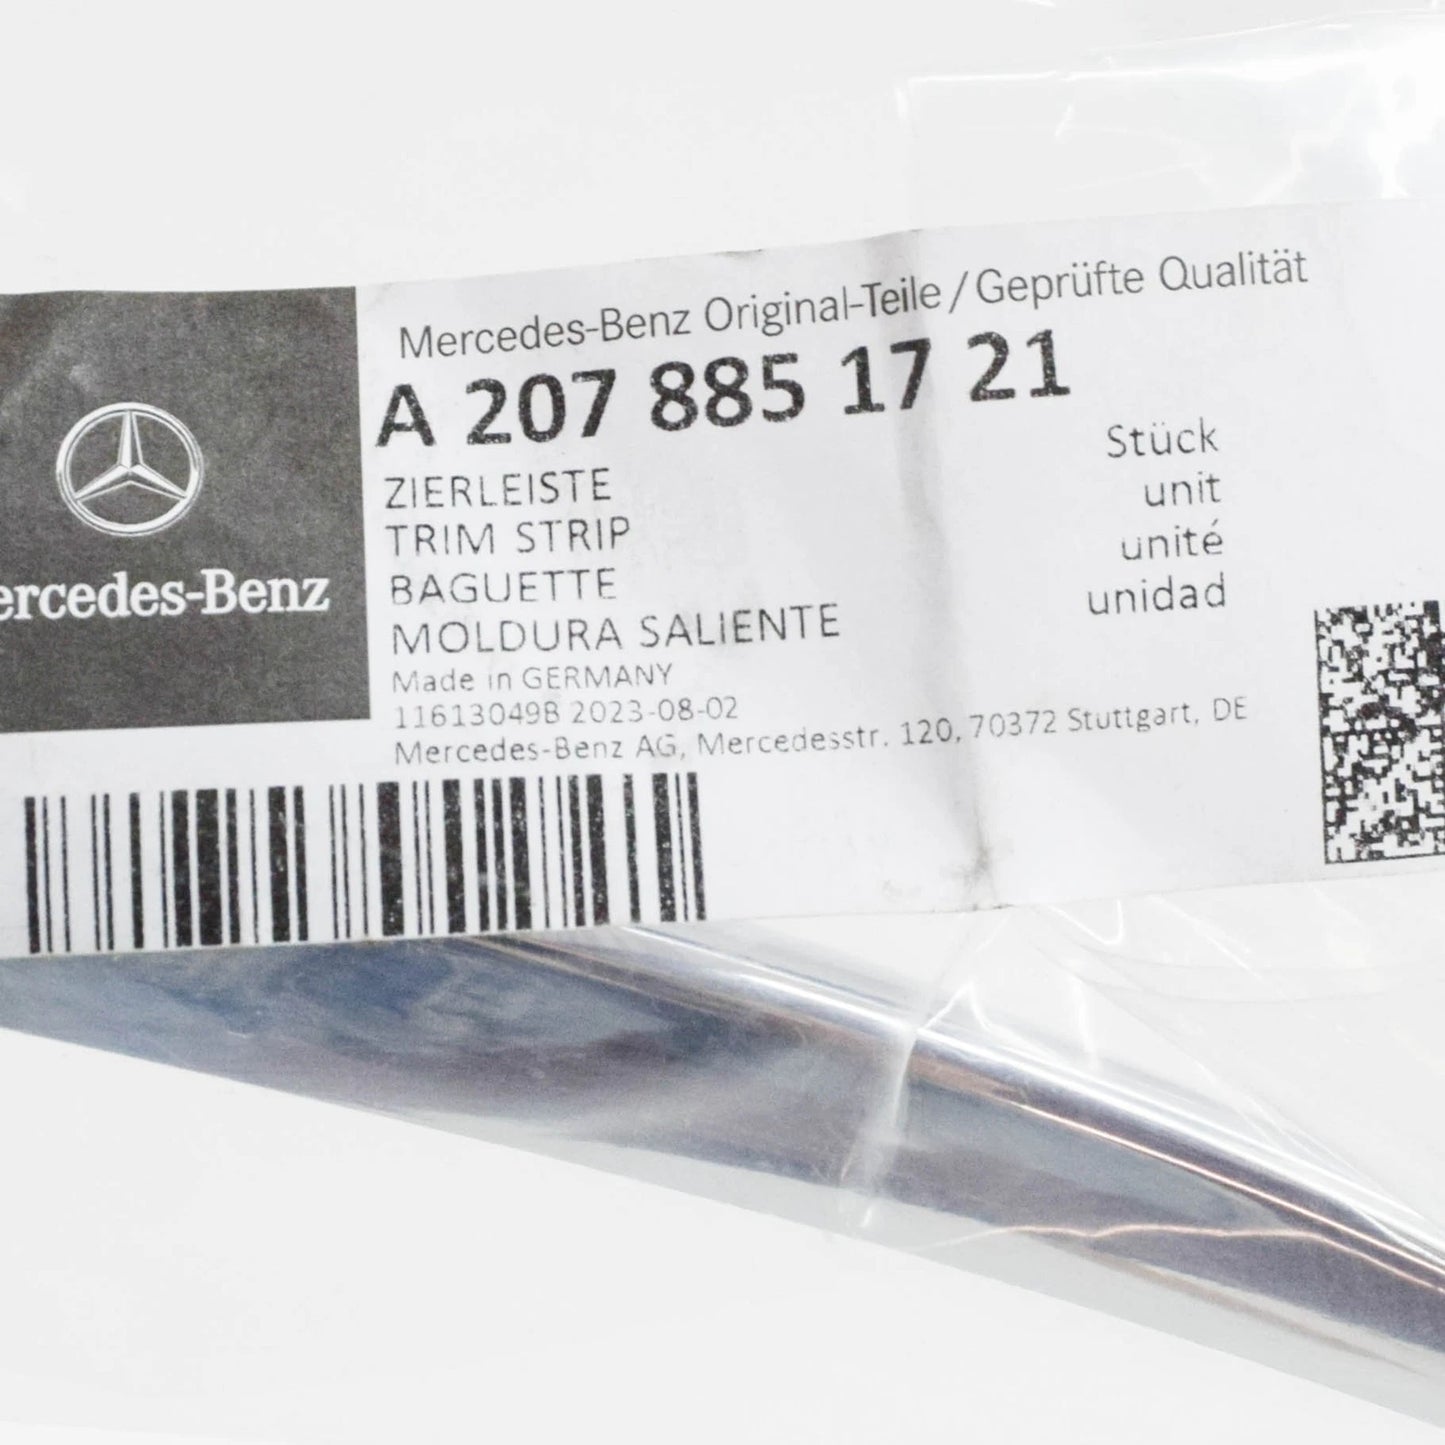 Mercedes-Benz Original-Teile / Geprüfte Qualität
A 207 885 17 21
ZIERLEISTE
TRIM STRIP
BAGUETTE
MOLDURA SALIENTE
Stück
unit
unité
unidad
Made in GERMANY
11613049B 2023-08-02
Mercedes-Benz AG, Mercedesstr. 120, 70372 Stuttgart, DE
ercedes-Benz